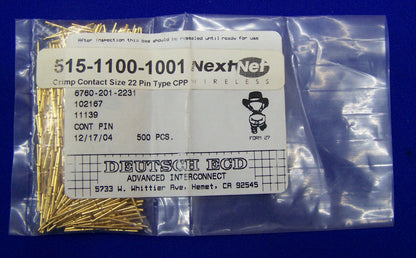 After inspection this bag should be resealed until ready for use
515-1100-1001 NextNet
WIRELESS
Crimp Contact Size 22 Pin Type CPP
6760-201-2231
102167
11139
CONT PIN
12/17/04 500 PCS.
FORM 27
DEUTSCH ECD
ADVANCED INTERCONNECT
5733 W. Whittier Ave, Hemet, CA 92545